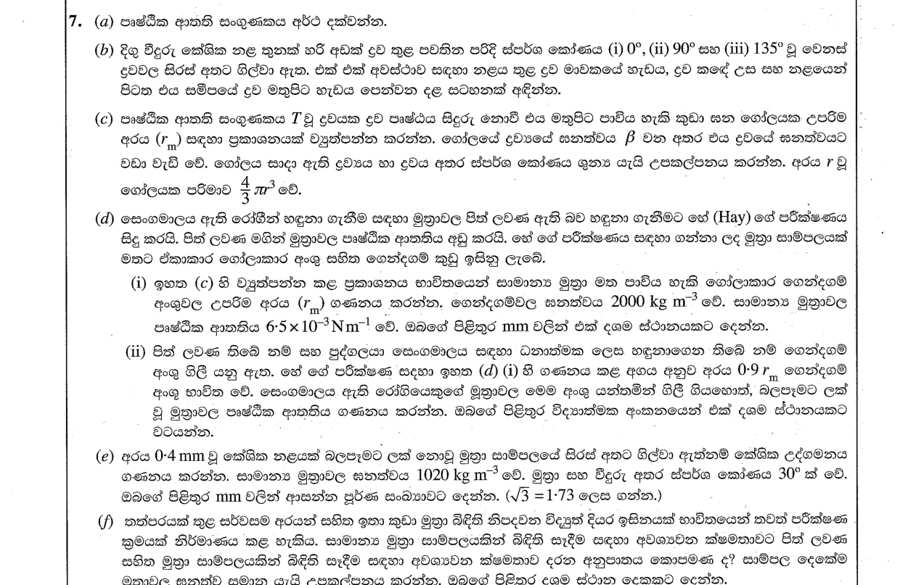 7. (a) පෘෂ්ඨික ආතති සංගුණකය අර්ථ දක්වන්න.
(b) දිගු වීදුරු කේශික නළ තුනක් හරි අඩක් ද්‍රව තුළ පවතින පරිදි ස්පර්ශ කෝණය (i) 0°, (ii) 90° සහ (iii) 135° වූ වෙනස්
ද්‍රවවල සිරස් අතට ගිල්වා ඇත. එක් එක් අවස්ථාව සඳහා නළය තුළ ද්‍රව මාවකයේ හැඩය, ද්‍රව කඳේ උස සහ නළයෙන්
පිටත එය සමීපයේ ද්‍රව මතුපිට හැඩය පෙන්වන දළ සටහනක් අඳින්න.
(c) පෘෂ්ඨික ආතති සංගුණකය T වූ ද්‍රවයක ද්‍රව පෘෂ්ඨය සිදුරු නොවී එය මතුපිට පාවිය හැකි කුඩා ඝන ගෝලයක උපරිම
අරය (r_m) සඳහා ප්‍රකාශනයක් ව්‍යුත්පන්න කරන්න. ගෝලයේ ද්‍රව්‍යයේ ඝනත්වය β වන අතර එය ද්‍රවයේ ඝනත්වයට
වඩා වැඩි වේ. ගෝලය සාදා ඇති ද්‍රව්‍යය හා ද්‍රවය අතර ස්පර්ශ කෝණය ශුන්‍ය යැයි උපකල්පනය කරන්න. අරය r වූ
ගෝලයක පරිමාව 4/3 πr³ වේ.
(d) සෙංගමාලය ඇති රෝගීන් හඳුනා ගැනීම සඳහා මුත්‍රාවල පිත් ලවණ ඇති බව හඳුනා ගැනීමට හේ (Hay) ගේ පරීක්ෂණය
සිදු කරයි. පිත් ලවණ මගින් මුත්‍රාවල පෘෂ්ඨික ආතතිය අඩු කරයි. හේ ගේ පරීක්ෂණය සඳහා ගන්නා ලද මුත්‍රා සාම්පලයක්
මතට ඒකාකාර ගෝලාකාර අංශු සහිත ගෙන්දගම් කුඩු ඉසිනු ලැබේ.
(i) ඉහත (c) හි ව්‍යුත්පන්න කළ ප්‍රකාශනය භාවිතයෙන් සාමාන්‍ය මුත්‍රා මත පාවිය හැකි ගෝලාකාර ගෙන්දගම්
අංශුවල උපරිම අරය (r_m) ගණනය කරන්න. ගෙන්දගම්වල ඝනත්වය 2000 kg m⁻³ වේ. සාමාන්‍ය මුත්‍රාවල
පෘෂ්ඨික ආතතිය 6·5×10⁻³ N m⁻¹ වේ. ඔබගේ පිළිතුර mm වලින් එක් දශම ස්ථානයකට දෙන්න.
(ii) පිත් ලවණ තිබේ නම් සහ පුද්ගලයා සෙංගමාලය සඳහා ධනාත්මක ලෙස හඳුනාගෙන තිබේ නම් ගෙන්දගම්
අංශු ගිලී යනු ඇත. හේ ගේ පරීක්ෂණ සඳහා ඉහත (d) (i) හි ගණනය කළ අගය අනුව අරය 0·9 r_m ගෙන්දගම්
අංශු භාවිත වේ. සෙංගමාලය ඇති රෝගියෙකුගේ මුත්‍රාවල මෙම අංශු යන්තමින් ගිලී ගියහොත්, බලපෑමට ලක්
වූ මුත්‍රාවල පෘෂ්ඨික ආතතිය ගණනය කරන්න. ඔබගේ පිළිතුර විද්‍යාත්මක අංකනයෙන් එක් දශම ස්ථානයකට
වටයන්න.
(e) අරය 0·4 mm වූ කේශික නළයක් බලපෑමට ලක් නොවූ මුත්‍රා සාම්පලයේ සිරස් අතට ගිල්වා ඇත්නම් කේශික උද්ගමනය
ගණනය කරන්න. සාමාන්‍ය මුත්‍රාවල ඝනත්වය 1020 kg m⁻³ වේ. මුත්‍රා සහ වීදුරු අතර ස්පර්ශ කෝණය 30° ක් වේ.
ඔබගේ පිළිතුර mm වලින් ආසන්න පූර්ණ සංඛ්‍යාවට දෙන්න. (√3 = 1·73 ලෙස ගන්න.)
(f) තත්පරයක් තුළ සර්වසම අරයන් සහිත ඉතා කුඩා මුත්‍රා බිඳිති නිපදවන විද්‍යුත් දියර ඉසිනයක් භාවිතයෙන් තවත් පරීක්ෂණ
ක්‍රමයක් නිර්මාණය කළ හැකිය. සාමාන්‍ය මුත්‍රා සාම්පලයකින් බිඳිති සෑදීම සඳහා අවශ්‍යවන ක්ෂමතාවට පිත් ලවණ
සහිත මුත්‍රා සාම්පලයකින් බිඳිති සෑදීම සඳහා අවශ්‍යවන ක්ෂමතාව දරන අනුපාතය කොපමණ ද? සාම්පල දෙකේම
මුත්‍රාවල ඝනත්ව සමාන යැයි උපකල්පනය කරන්න. ඔබගේ පිළිතුර දශම ස්ථාන දෙකකට දෙන්න.